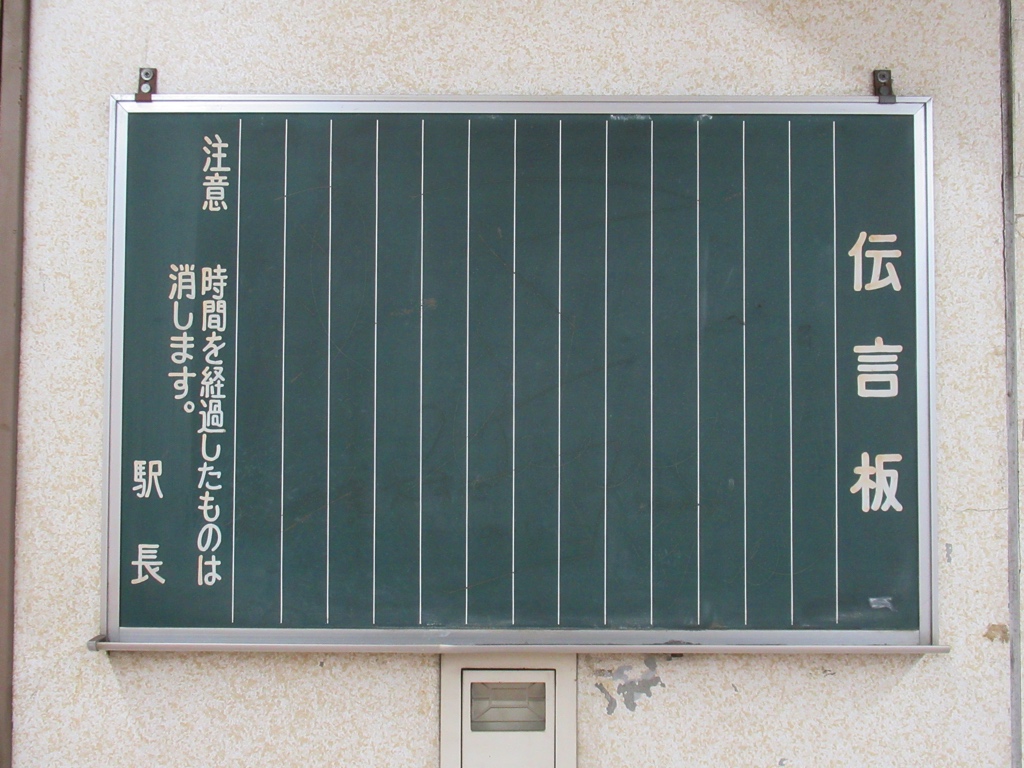 伝言板
注意 時間を経過したものは
消します。
駅長